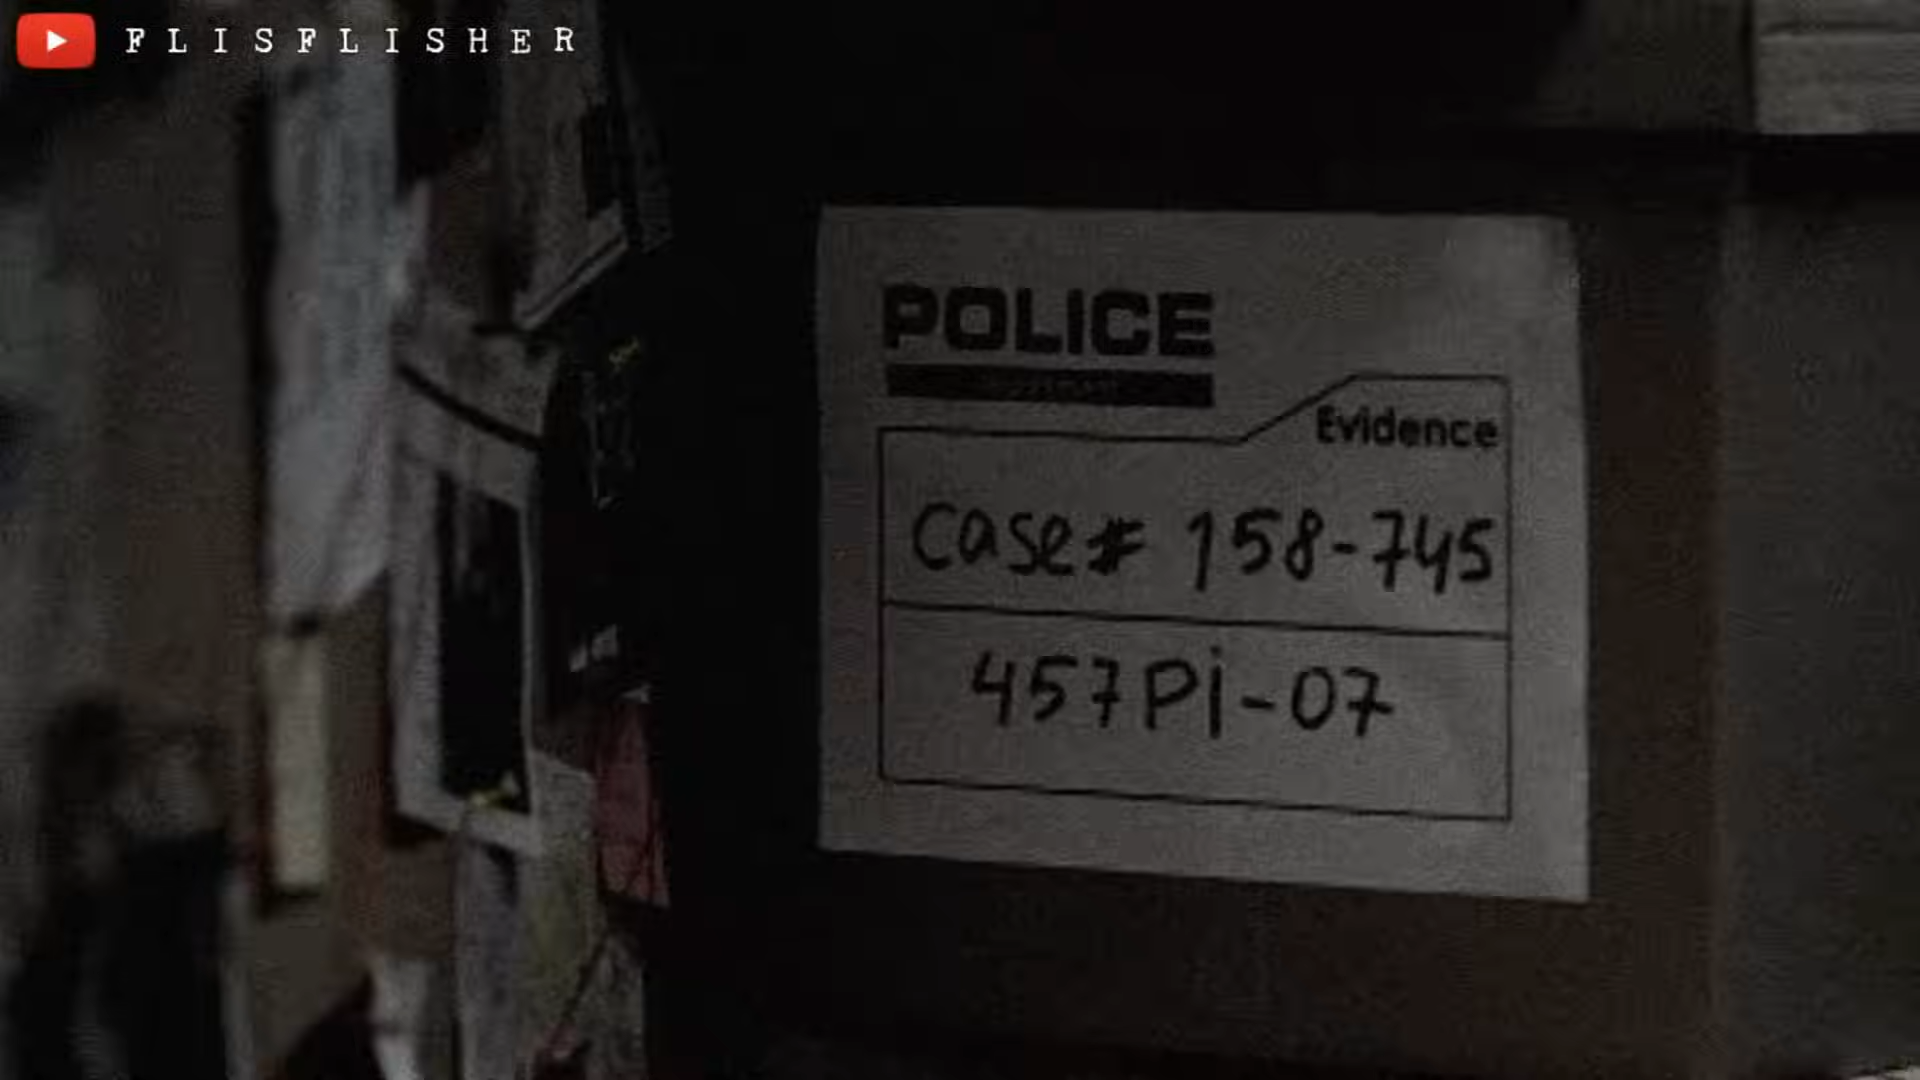 FLISFLISHER
POLICE
Evidence
Case# 158-745
457Pi-07